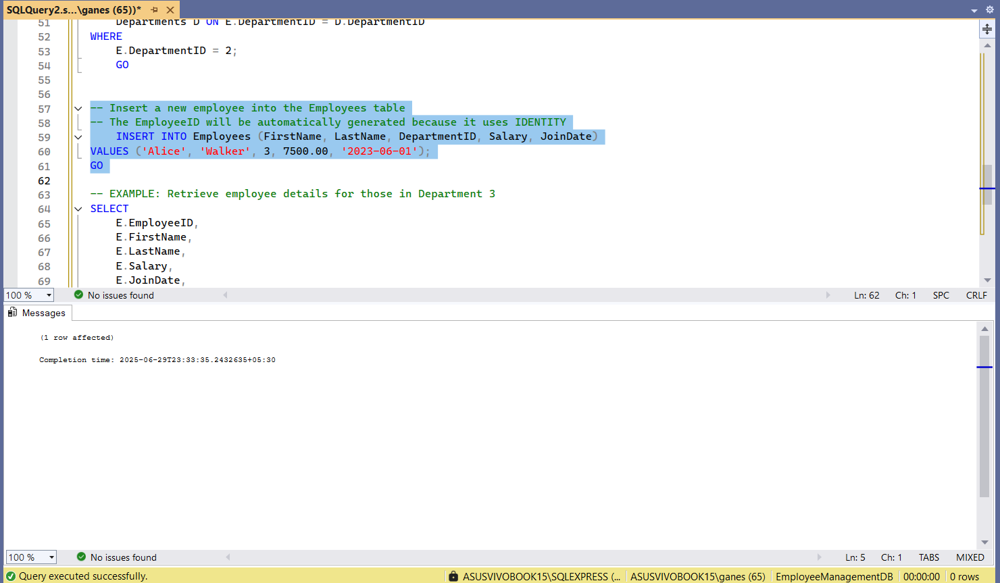 SQLQuery2.s...\ganes (65))*
51 Departments D ON E.DepartmentID = D.DepartmentID
52 WHERE
53 E.DepartmentID = 2;
54 GO
55
56
57 -- Insert a new employee into the Employees table
58 -- The EmployeeID will be automatically generated because it uses IDENTITY
59 INSERT INTO Employees (FirstName, LastName, DepartmentID, Salary, JoinDate)
60 VALUES ('Alice', 'Walker', 3, 7500.00, '2023-06-01');
61 GO
62
63 -- EXAMPLE: Retrieve employee details for those in Department 3
64 SELECT
65 E.EmployeeID,
66 E.FirstName,
67 E.LastName,
68 E.Salary,
69 E.JoinDate,
100 % No issues found Ln: 62 Ch: 1 SPC CRLF
Messages
(1 row affected)
Completion time: 2025-06-29T23:33:35.2432635+05:30
100 % No issues found Ln: 5 Ch: 1 TABS MIXED
Query executed successfully. ASUSVIVOBOOK15\SQLEXPRESS (... ASUSVIVOBOOK15\ganes (65) EmployeeManagementDB 00:00:00 0 rows